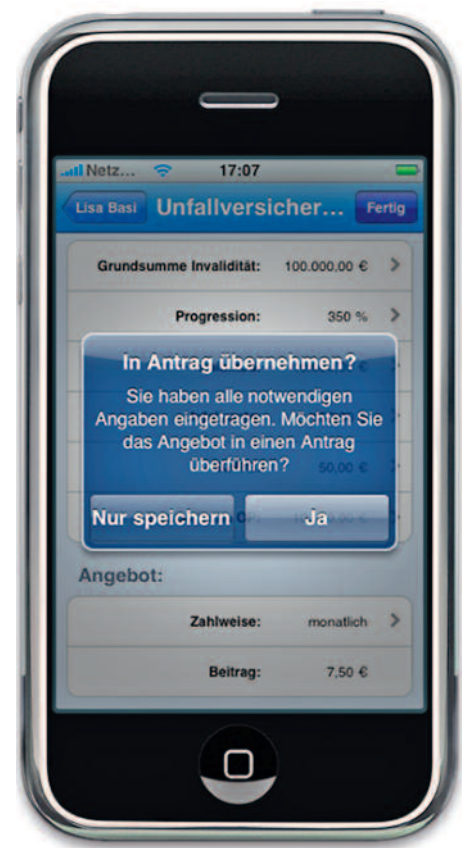 Netz... 17:07
Lisa Basi Unfallversicher... Fertig
Grundsumme Invalidität: 100.000,00 €
Progression: 350 %
In Antrag übernehmen?
Sie haben alle notwendigen
Angaben eingetragen. Möchten Sie
das Angebot in einen Antrag
überführen?
50,00 €
Nur speichern Ja
Angebot:
Zahlweise: monatlich
Beitrag: 7,50 €